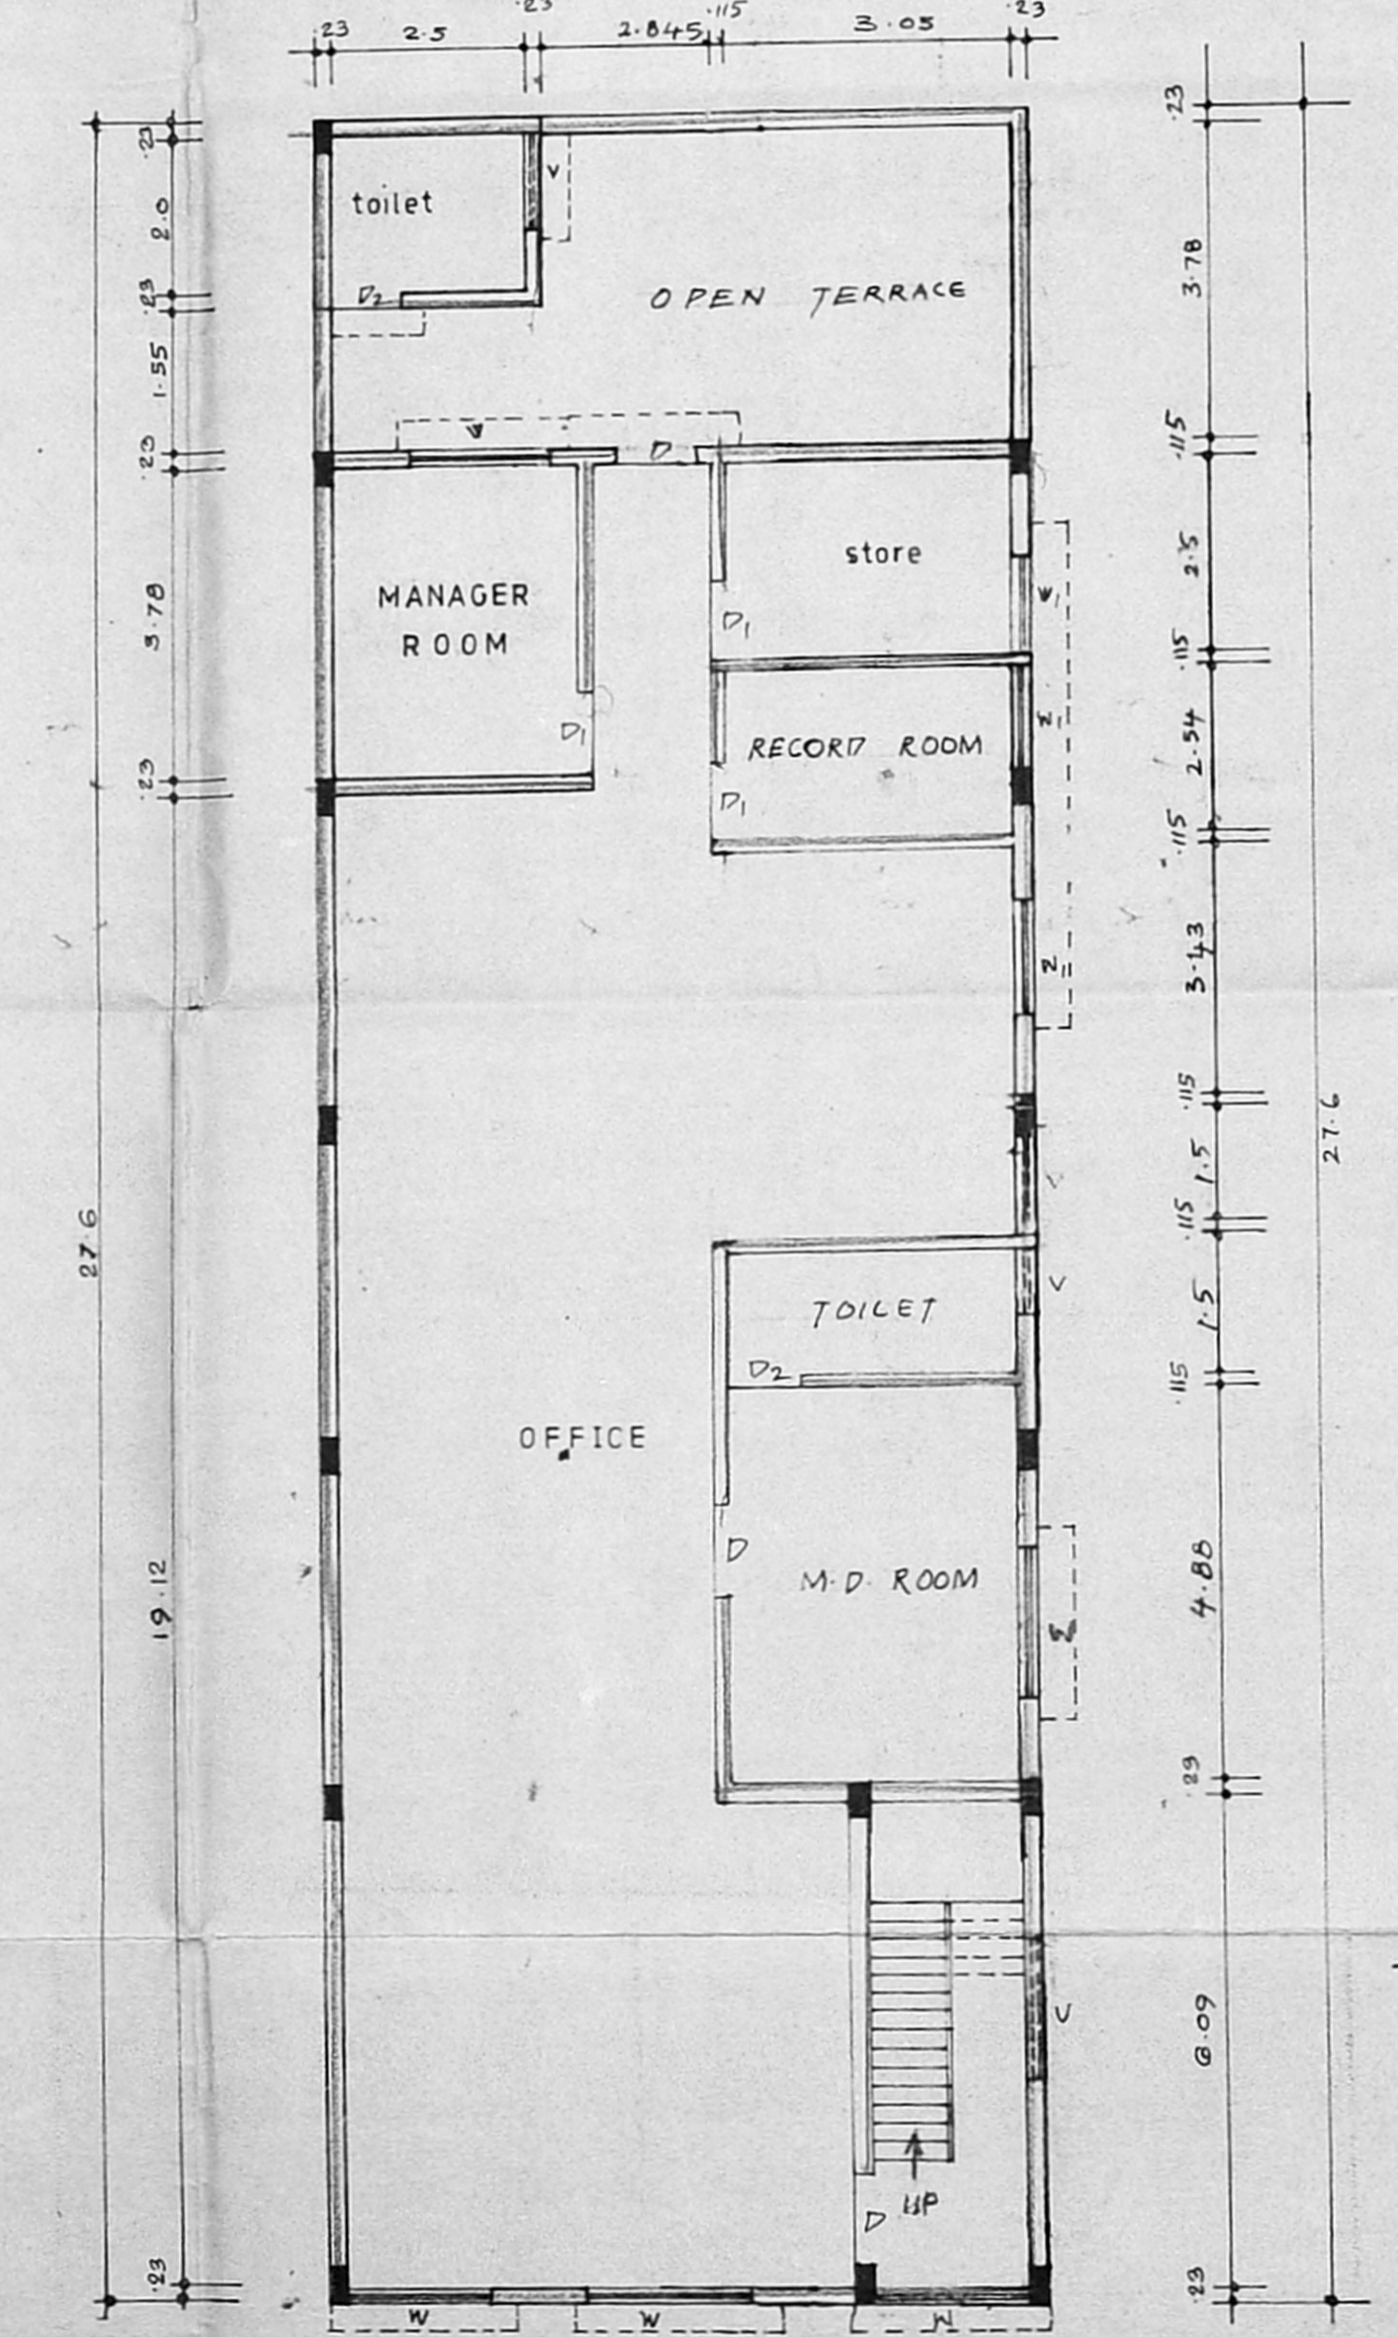 .23 2.5 .23 2.845 .115 3.05 .23
.23
2.0
.23
1.55
.23
3.78
.23
27.6
19.12
.23
toilet
V
D2
OPEN TERRACE
W
D
MANAGER
ROOM
D1
store
D1
W1
RECORD ROOM
D1
W1
W1
V
TOILET
V
D2
OFFICE
D
M.D. ROOM
W
V
UP
D
W
W
W
.23
3.78
.115
2.5
.115
2.54
.115
3.43
.115
1.5
.115
1.5
.115
4.88
.23
6.09
.23
27.6